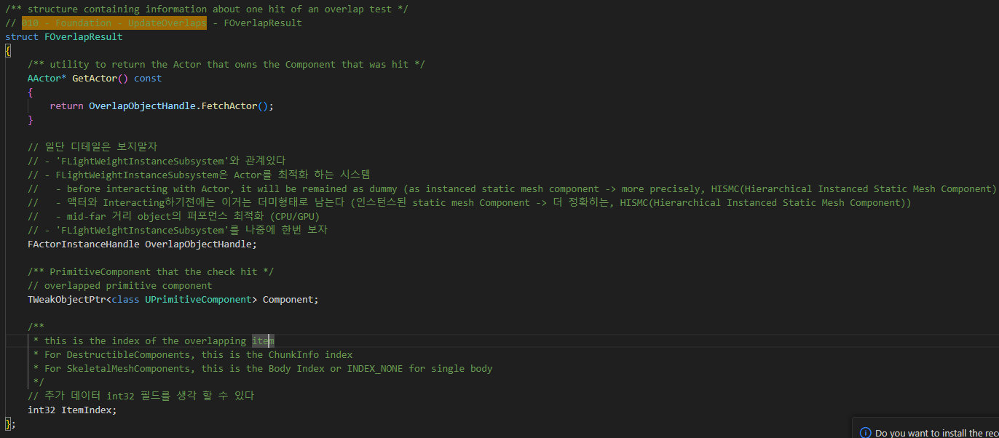 /** structure containing information about one hit of an overlap test */
// 010 - Foundation - UpdateOverlaps - FOverlapResult
struct FOverlapResult
{
/** utility to return the Actor that owns the Component that was hit */
AActor* GetActor() const
{
return OverlapObjectHandle.FetchActor();
}
// 일단 디테일은 보지말자
// - 'FLightWeightInstanceSubsystem'와 관계있다
// - FLightWeightInstanceSubsystem은 Actor를 최적화 하는 시스템
//   - before interacting with Actor, it will be remained as dummy (as instanced static mesh component -> more precisely, HISMC(Hierarchical Instanced Static Mesh Component)
//   - 액터와 Interacting하기전에는 이거는 더미형태로 남는다 (인스턴스된 static mesh Component -> 더 정확히는, HISMC(Hierarchical Instanced Static Mesh Component))
//   - mid-far 거리 object의 퍼포먼스 최적화 (CPU/GPU)
// - 'FLightWeightInstanceSubsystem'를 나중에 한번 보자
FActorInstanceHandle OverlapObjectHandle;
/** PrimitiveComponent that the check hit */
// overlapped primitive component
TWeakObjectPtr<class UPrimitiveComponent> Component;
/**
* this is the index of the overlapping item
* For DestructibleComponents, this is the ChunkInfo index
* For SkeletalMeshComponents, this is the Body Index or INDEX_NONE for single body
*/
// 추가 데이터 int32 필드를 생각 할 수 있다
int32 ItemIndex;
};
Do you want to install the rec